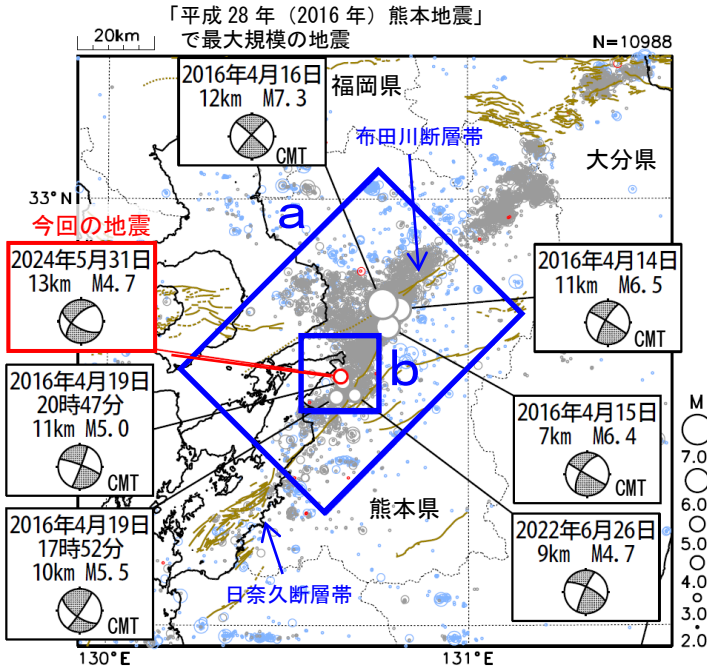 「平成 28 年（2016 年）熊本地震」
で最大規模の地震
20km
N=10988
2016年4月16日
12km M7.3
CMT
福岡県
布田川断層帯
大分県
33°N
a
今回の地震
2024年5月31日
13km M4.7
2016年4月14日
11km M6.5
CMT
b
2016年4月19日
20時47分
11km M5.0
CMT
2016年4月15日
7km M6.4
CMT
M
7.0
6.0
5.0
4.0
3.0
2.0
熊本県
2016年4月19日
17時52分
10km M5.5
CMT
2022年6月26日
9km M4.7
日奈久断層帯
130°E
131°E